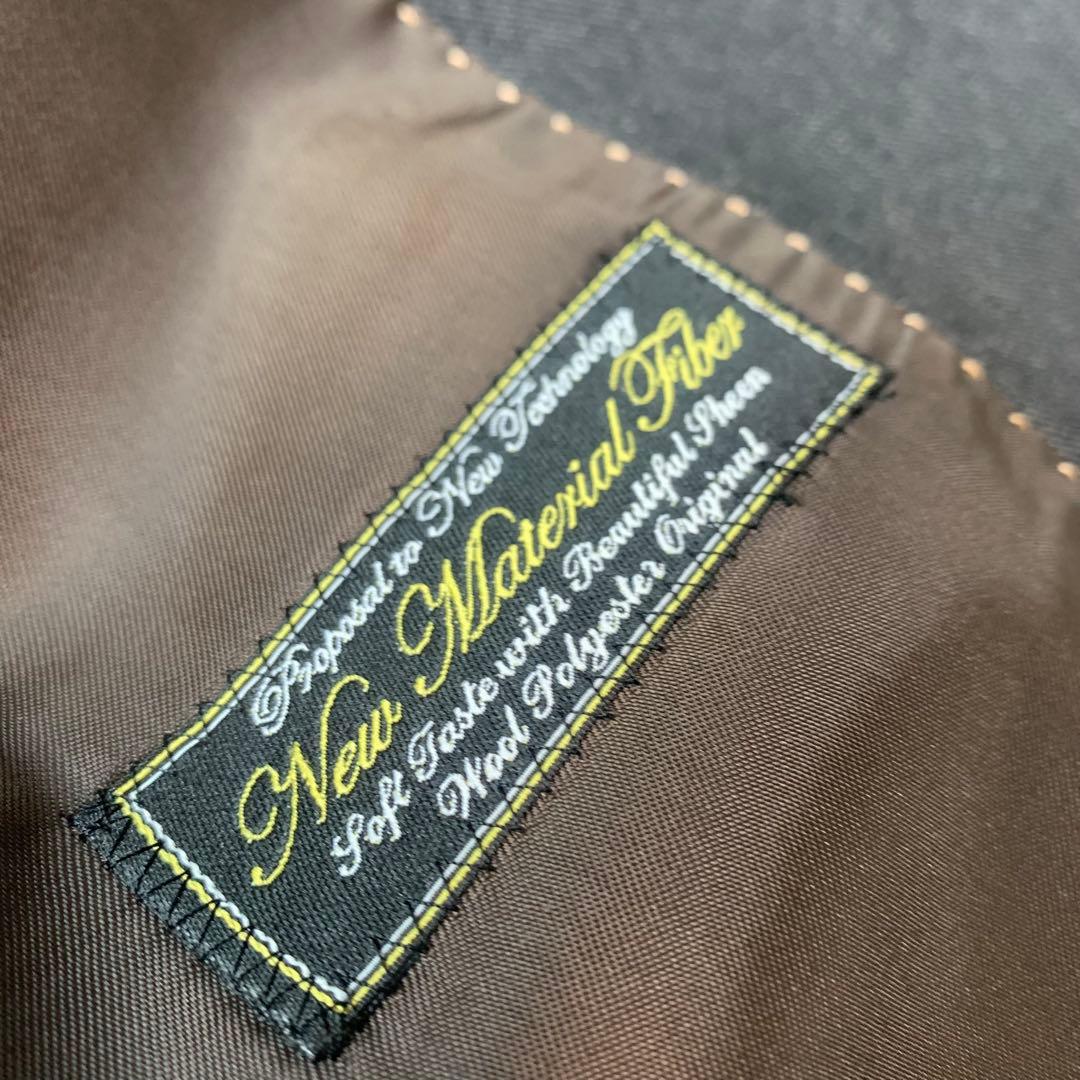 Proposal to New Technology
New Material Fiber
Soft Taste with Beautiful Sheen
Wool Polyester Original